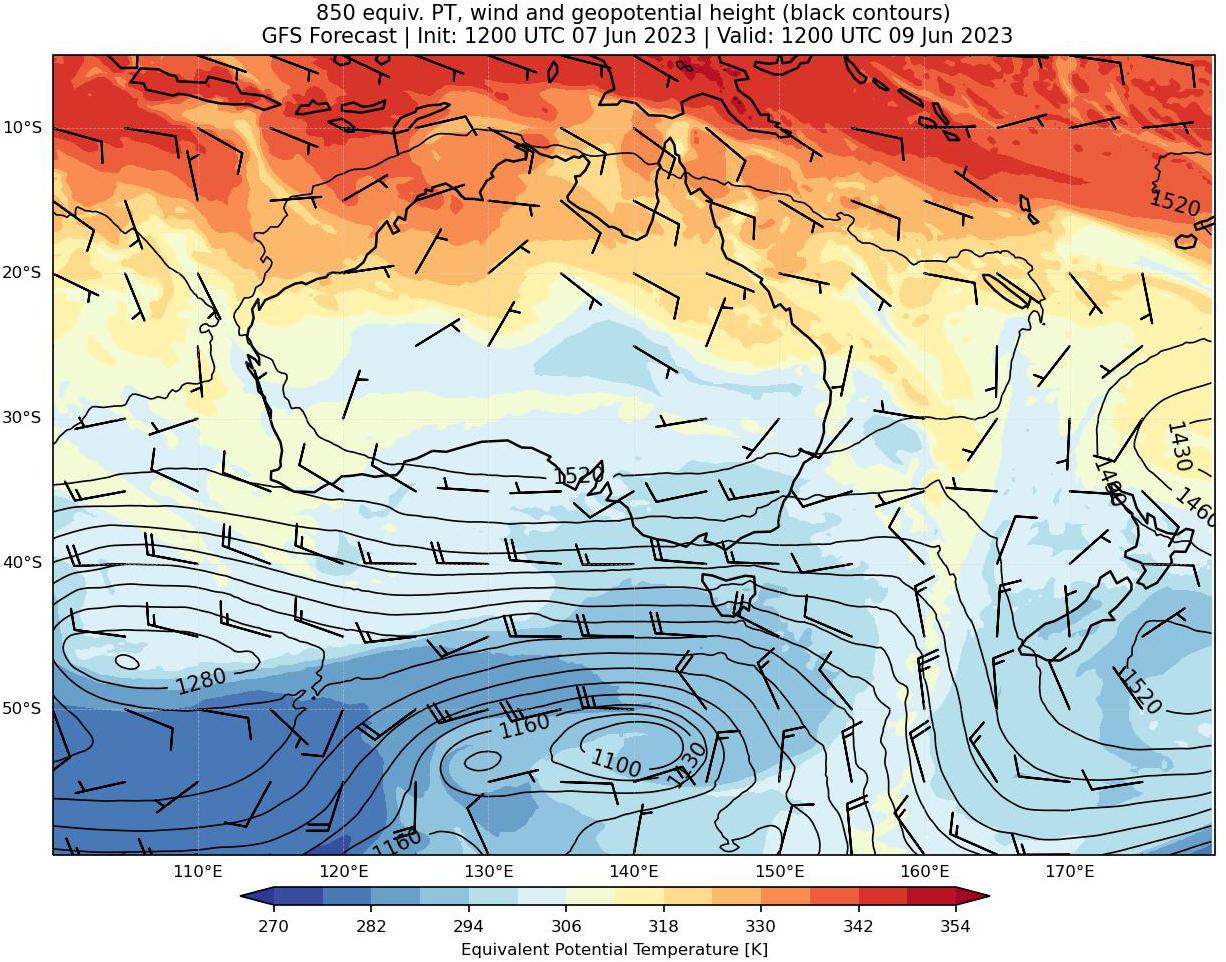 850 equiv. PT, wind and geopotential height (black contours)
GFS Forecast | Init: 1200 UTC 07 Jun 2023 | Valid: 1200 UTC 09 Jun 2023
10°S
1520
20°S
30°S
1430
1520
1400
1460
40°S
1280
1520
50°S
1160
1100
1130
1160
110°E 120°E 130°E 140°E 150°E 160°E 170°E
270 282 294 306 318 330 342 354
Equivalent Potential Temperature [K]